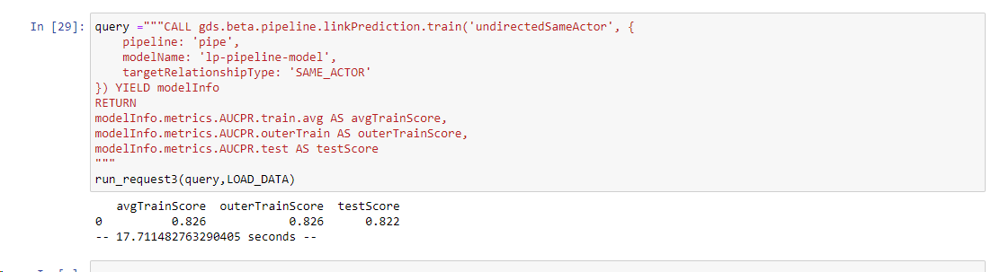 In [29]: query ="""CALL gds.beta.pipeline.linkPrediction.train('undirectedSameActor', {
    pipeline: 'pipe',
    modelName: 'lp-pipeline-model',
    targetRelationshipType: 'SAME_ACTOR'
}) YIELD modelInfo
RETURN
modelInfo.metrics.AUCPR.train.avg AS avgTrainScore,
modelInfo.metrics.AUCPR.outerTrain AS outerTrainScore,
modelInfo.metrics.AUCPR.test AS testScore
"""
run_request3(query,LOAD_DATA)
   avgTrainScore  outerTrainScore  testScore
0          0.826            0.826      0.822
-- 17.711482763290405 seconds --